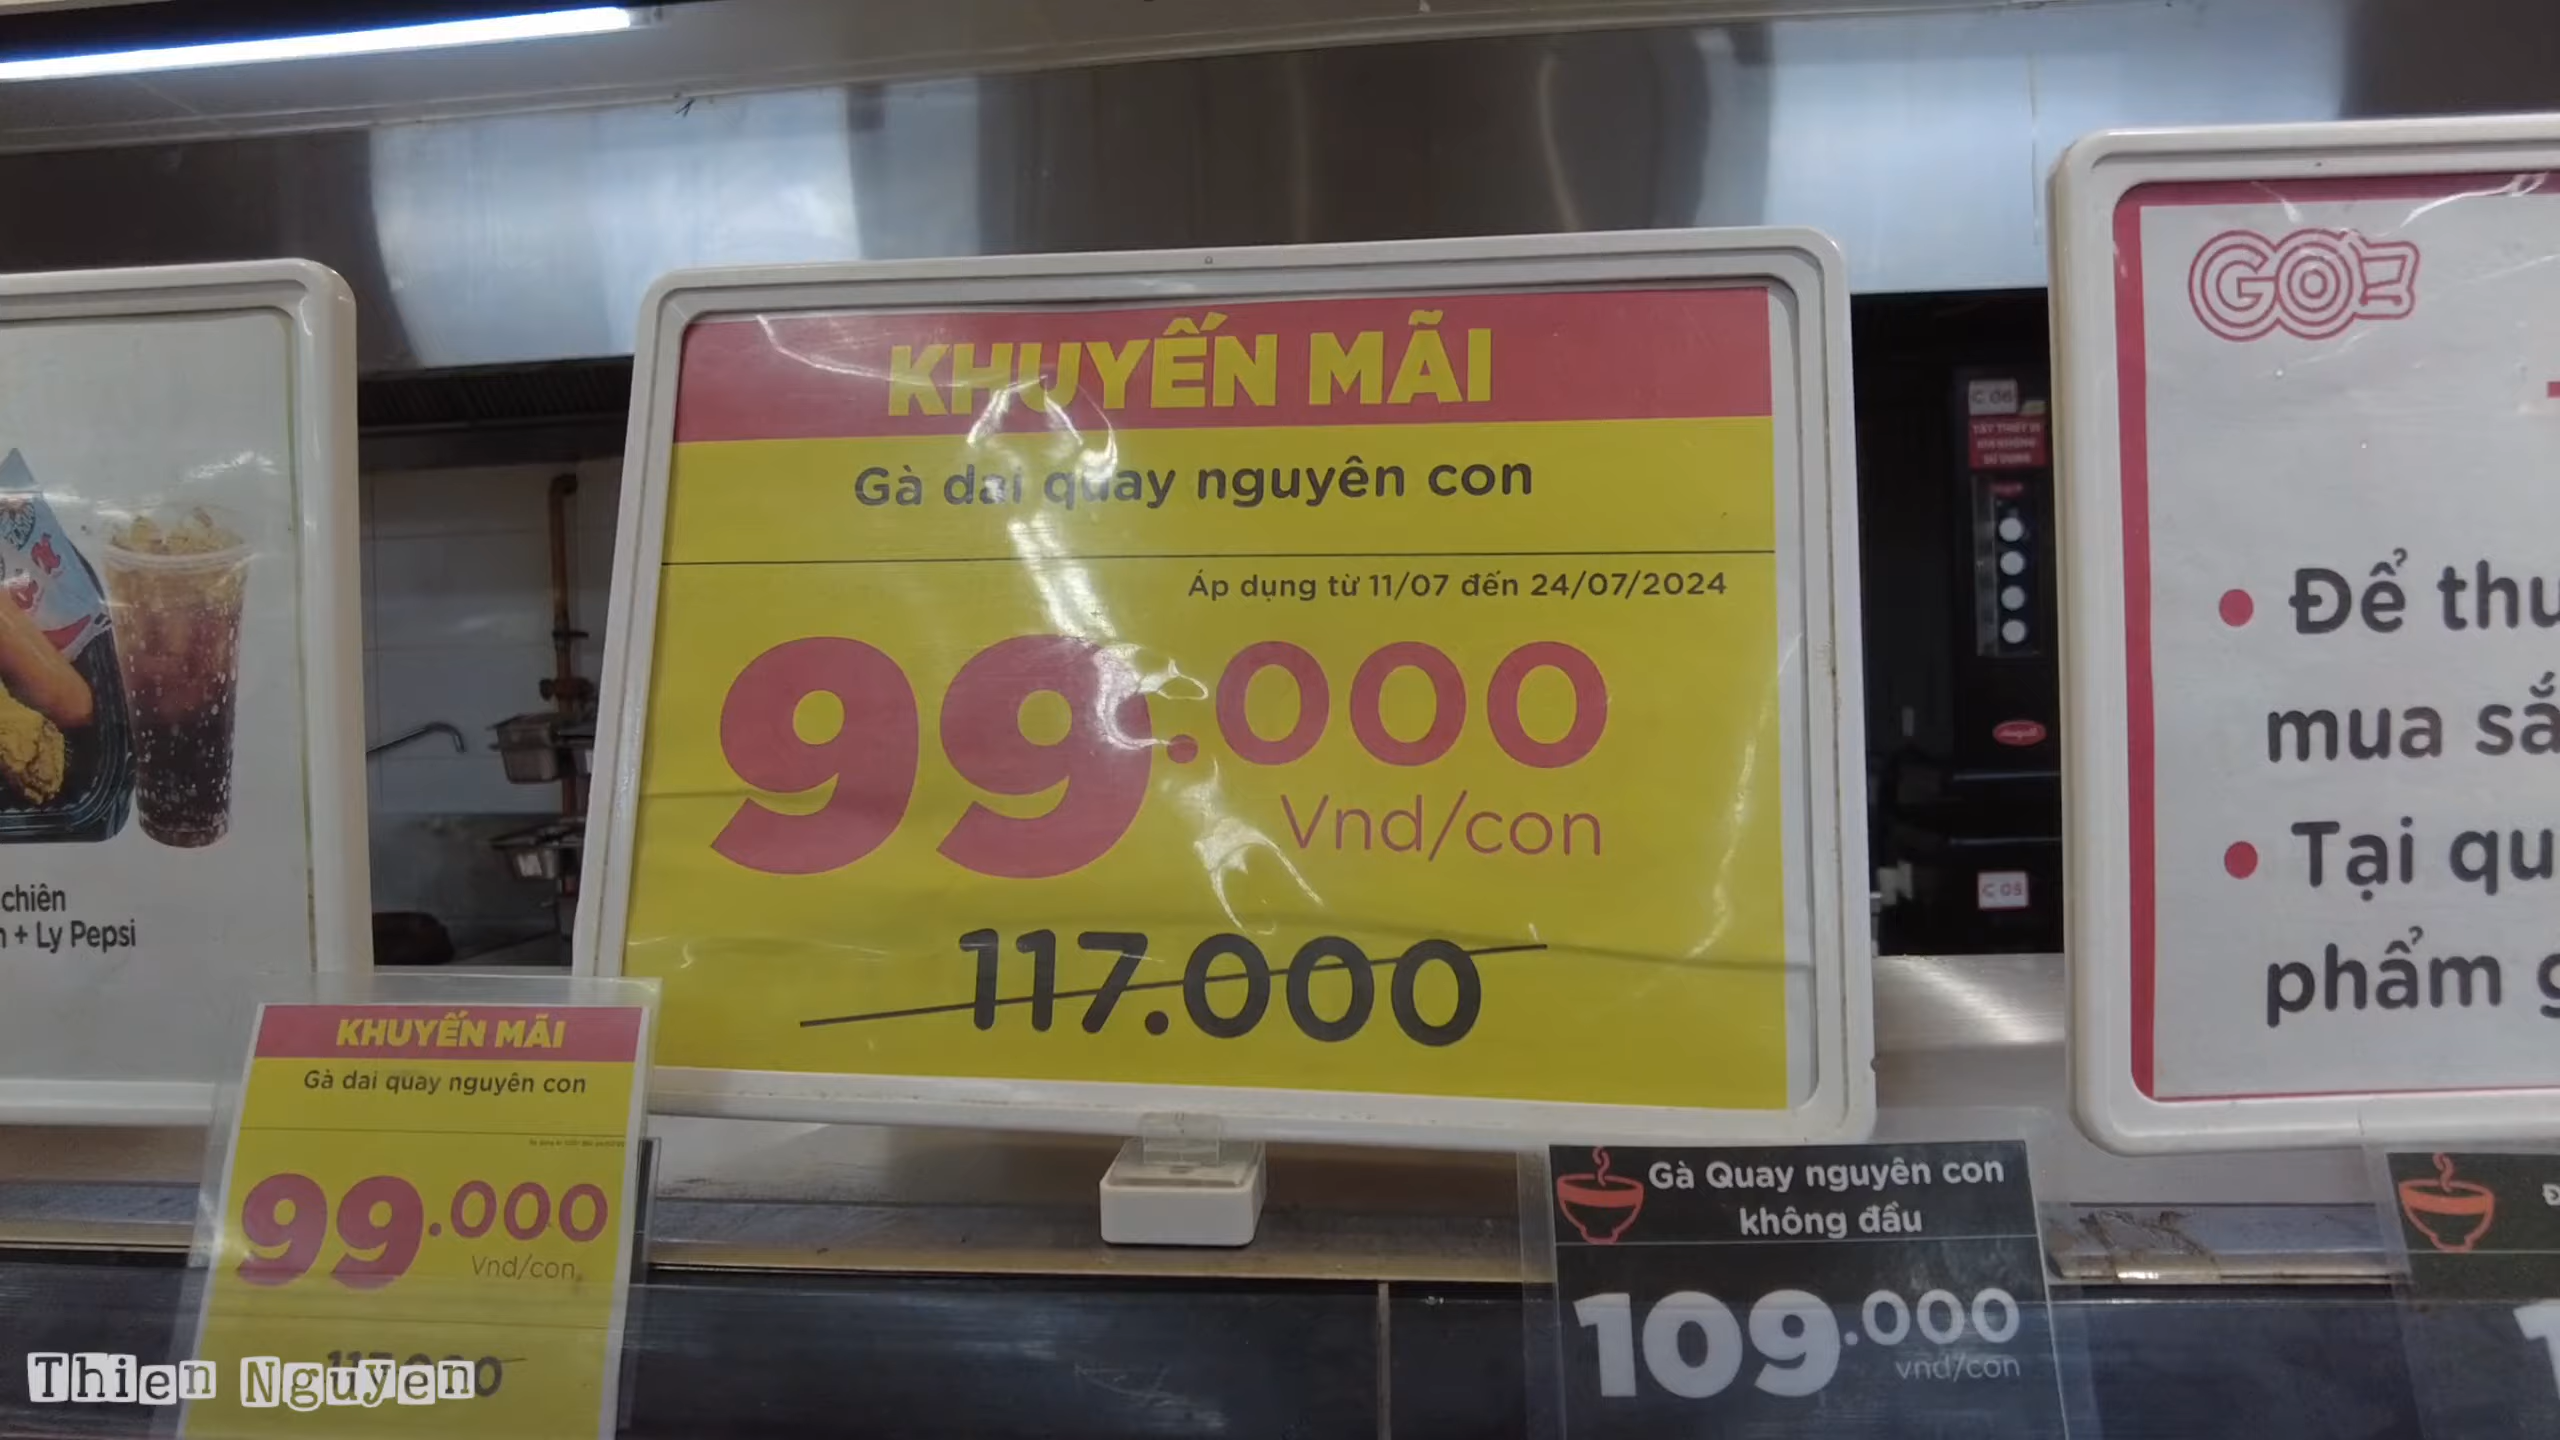 KHUYẾN MÃI
Gà dai quay nguyên con
Áp dụng từ 11/07 đến 24/07/2024
99.000
Vnd/con
117.000
chiên
+ Ly Pepsi
KHUYẾN MÃI
Gà dai quay nguyên con
99.000
Vnd/con
Gà Quay nguyên con
không đầu
109.000
vnd/con
GO
• Để thu
mua sắ
• Tại qu
phẩm g
C 06
C 05
Thien Nguyen